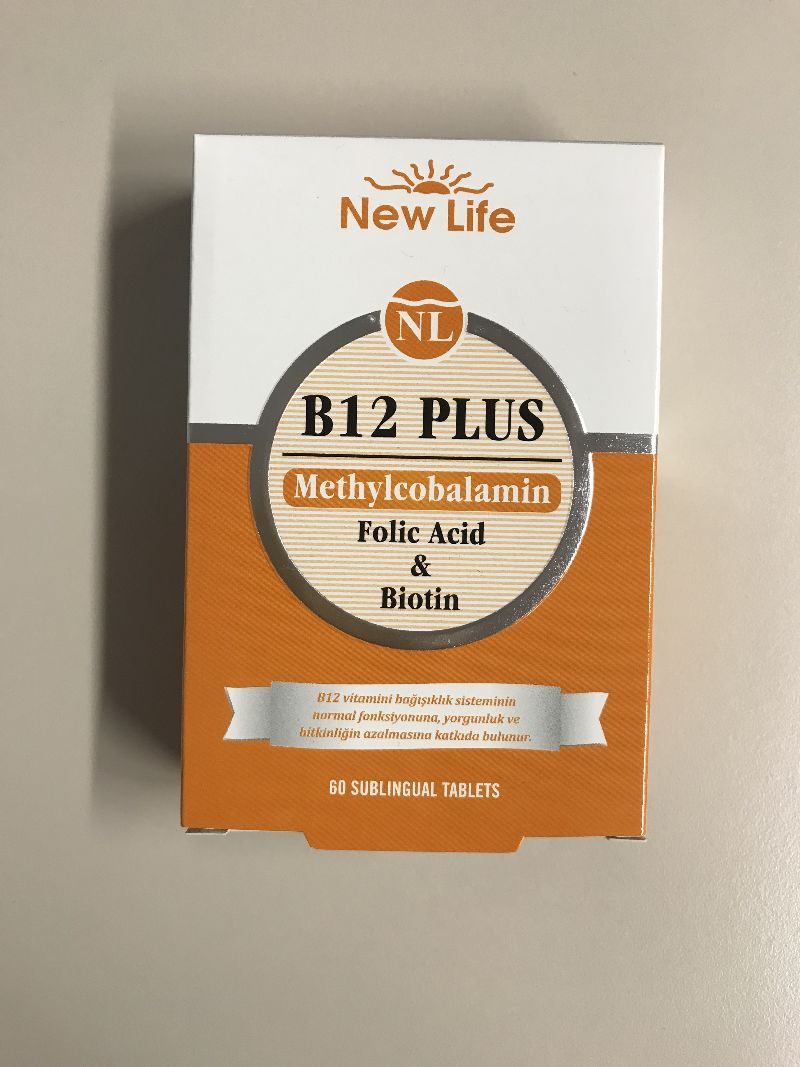 New Life
NL
B12 PLUS
Methylcobalamin
Folic Acid
&
Biotin
B12 vitamini bağışıklık sisteminin
normal fonksiyonuna, yorgunluk ve
bitkinliğin azalmasına katkıda bulunur.
60 SUBLINGUAL TABLETS